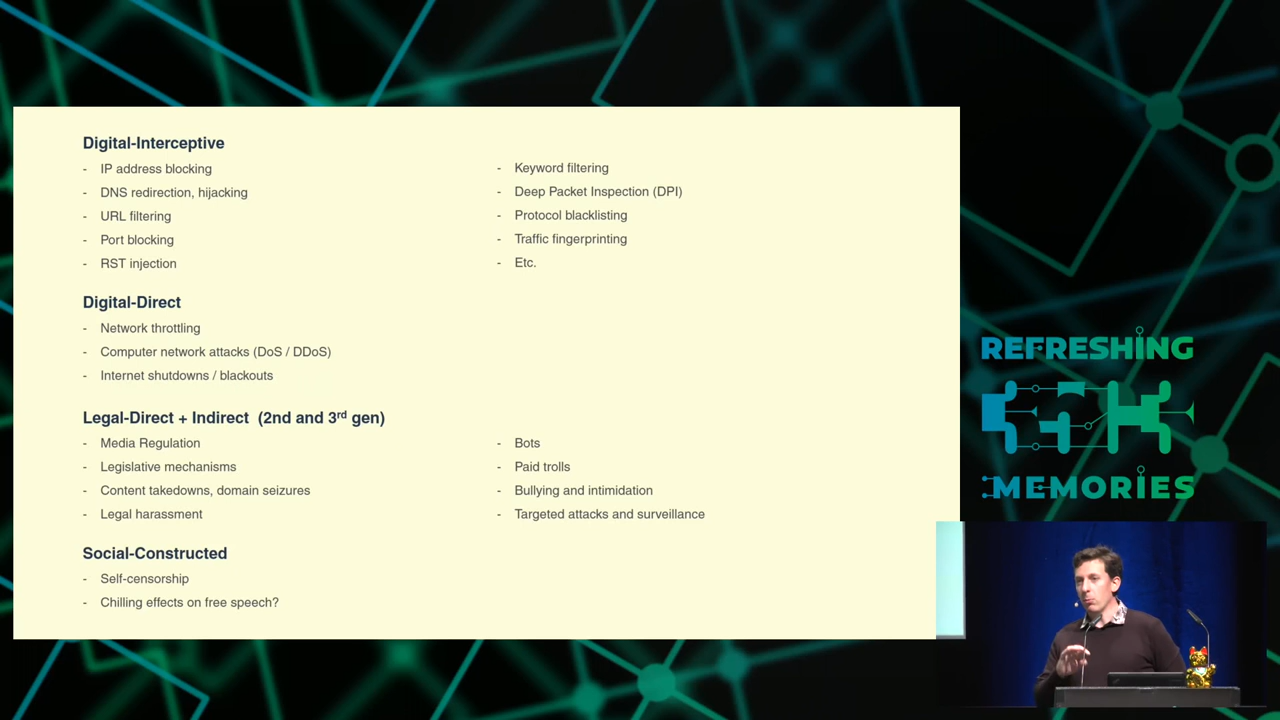 Digital-Interceptive
- IP address blocking
- DNS redirection, hijacking
- URL filtering
- Port blocking
- RST injection
- Keyword filtering
- Deep Packet Inspection (DPI)
- Protocol blacklisting
- Traffic fingerprinting
- Etc.
Digital-Direct
- Network throttling
- Computer network attacks (DoS / DDoS)
- Internet shutdowns / blackouts
Legal-Direct + Indirect (2nd and 3rd gen)
- Media Regulation
- Legislative mechanisms
- Content takedowns, domain seizures
- Legal harassment
- Bots
- Paid trolls
- Bullying and intimidation
- Targeted attacks and surveillance
Social-Constructed
- Self-censorship
- Chilling effects on free speech?
REFRESHING
MEMORIES